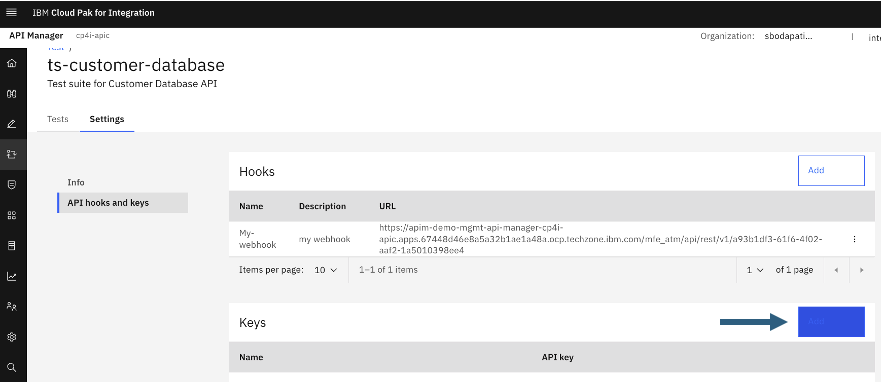 IBM Cloud Pak for Integration
API Manager cp4i-apic
Organization: sbodapati... inte
Test /
ts-customer-database
Test suite for Customer Database API
Tests Settings
Info
API hooks and keys
Hooks
Add
Name Description URL
My-webhook my webhook https://apim-demo-mgmt-api-manager-cp4i-
apic.apps.67448d46e8a5a32b1ae1a48a.ocp.techzone.ibm.com/mfe_atm/api/rest/v1/a93b1df3-61f6-4f02-
aaf2-1a5010398ee4
Items per page: 10 1–1 of 1 items 1 of 1 page
Keys
Add
Name API key